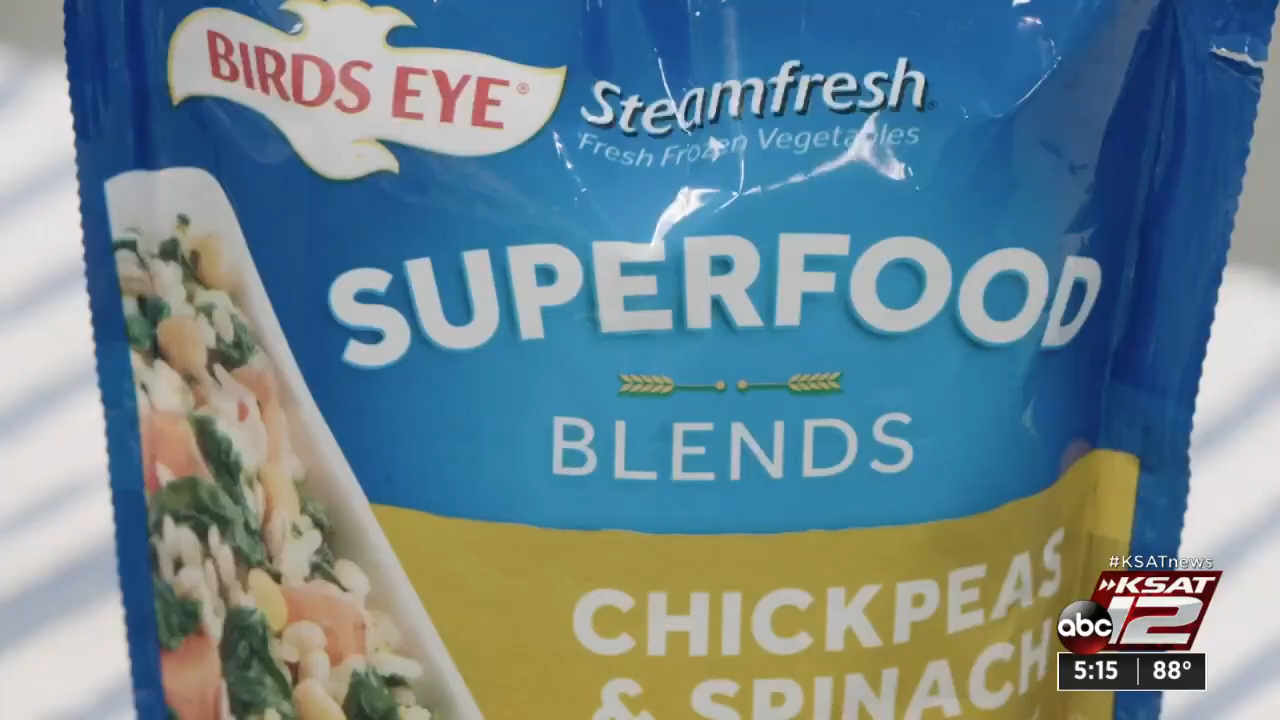 BIRDS EYE®
Steamfresh®
Fresh Frozen Vegetables
SUPERFOOD
BLENDS
CHICKPEAS
& SPINACH
#KSATnews
KSAT
abc 12
5:15 | 88°